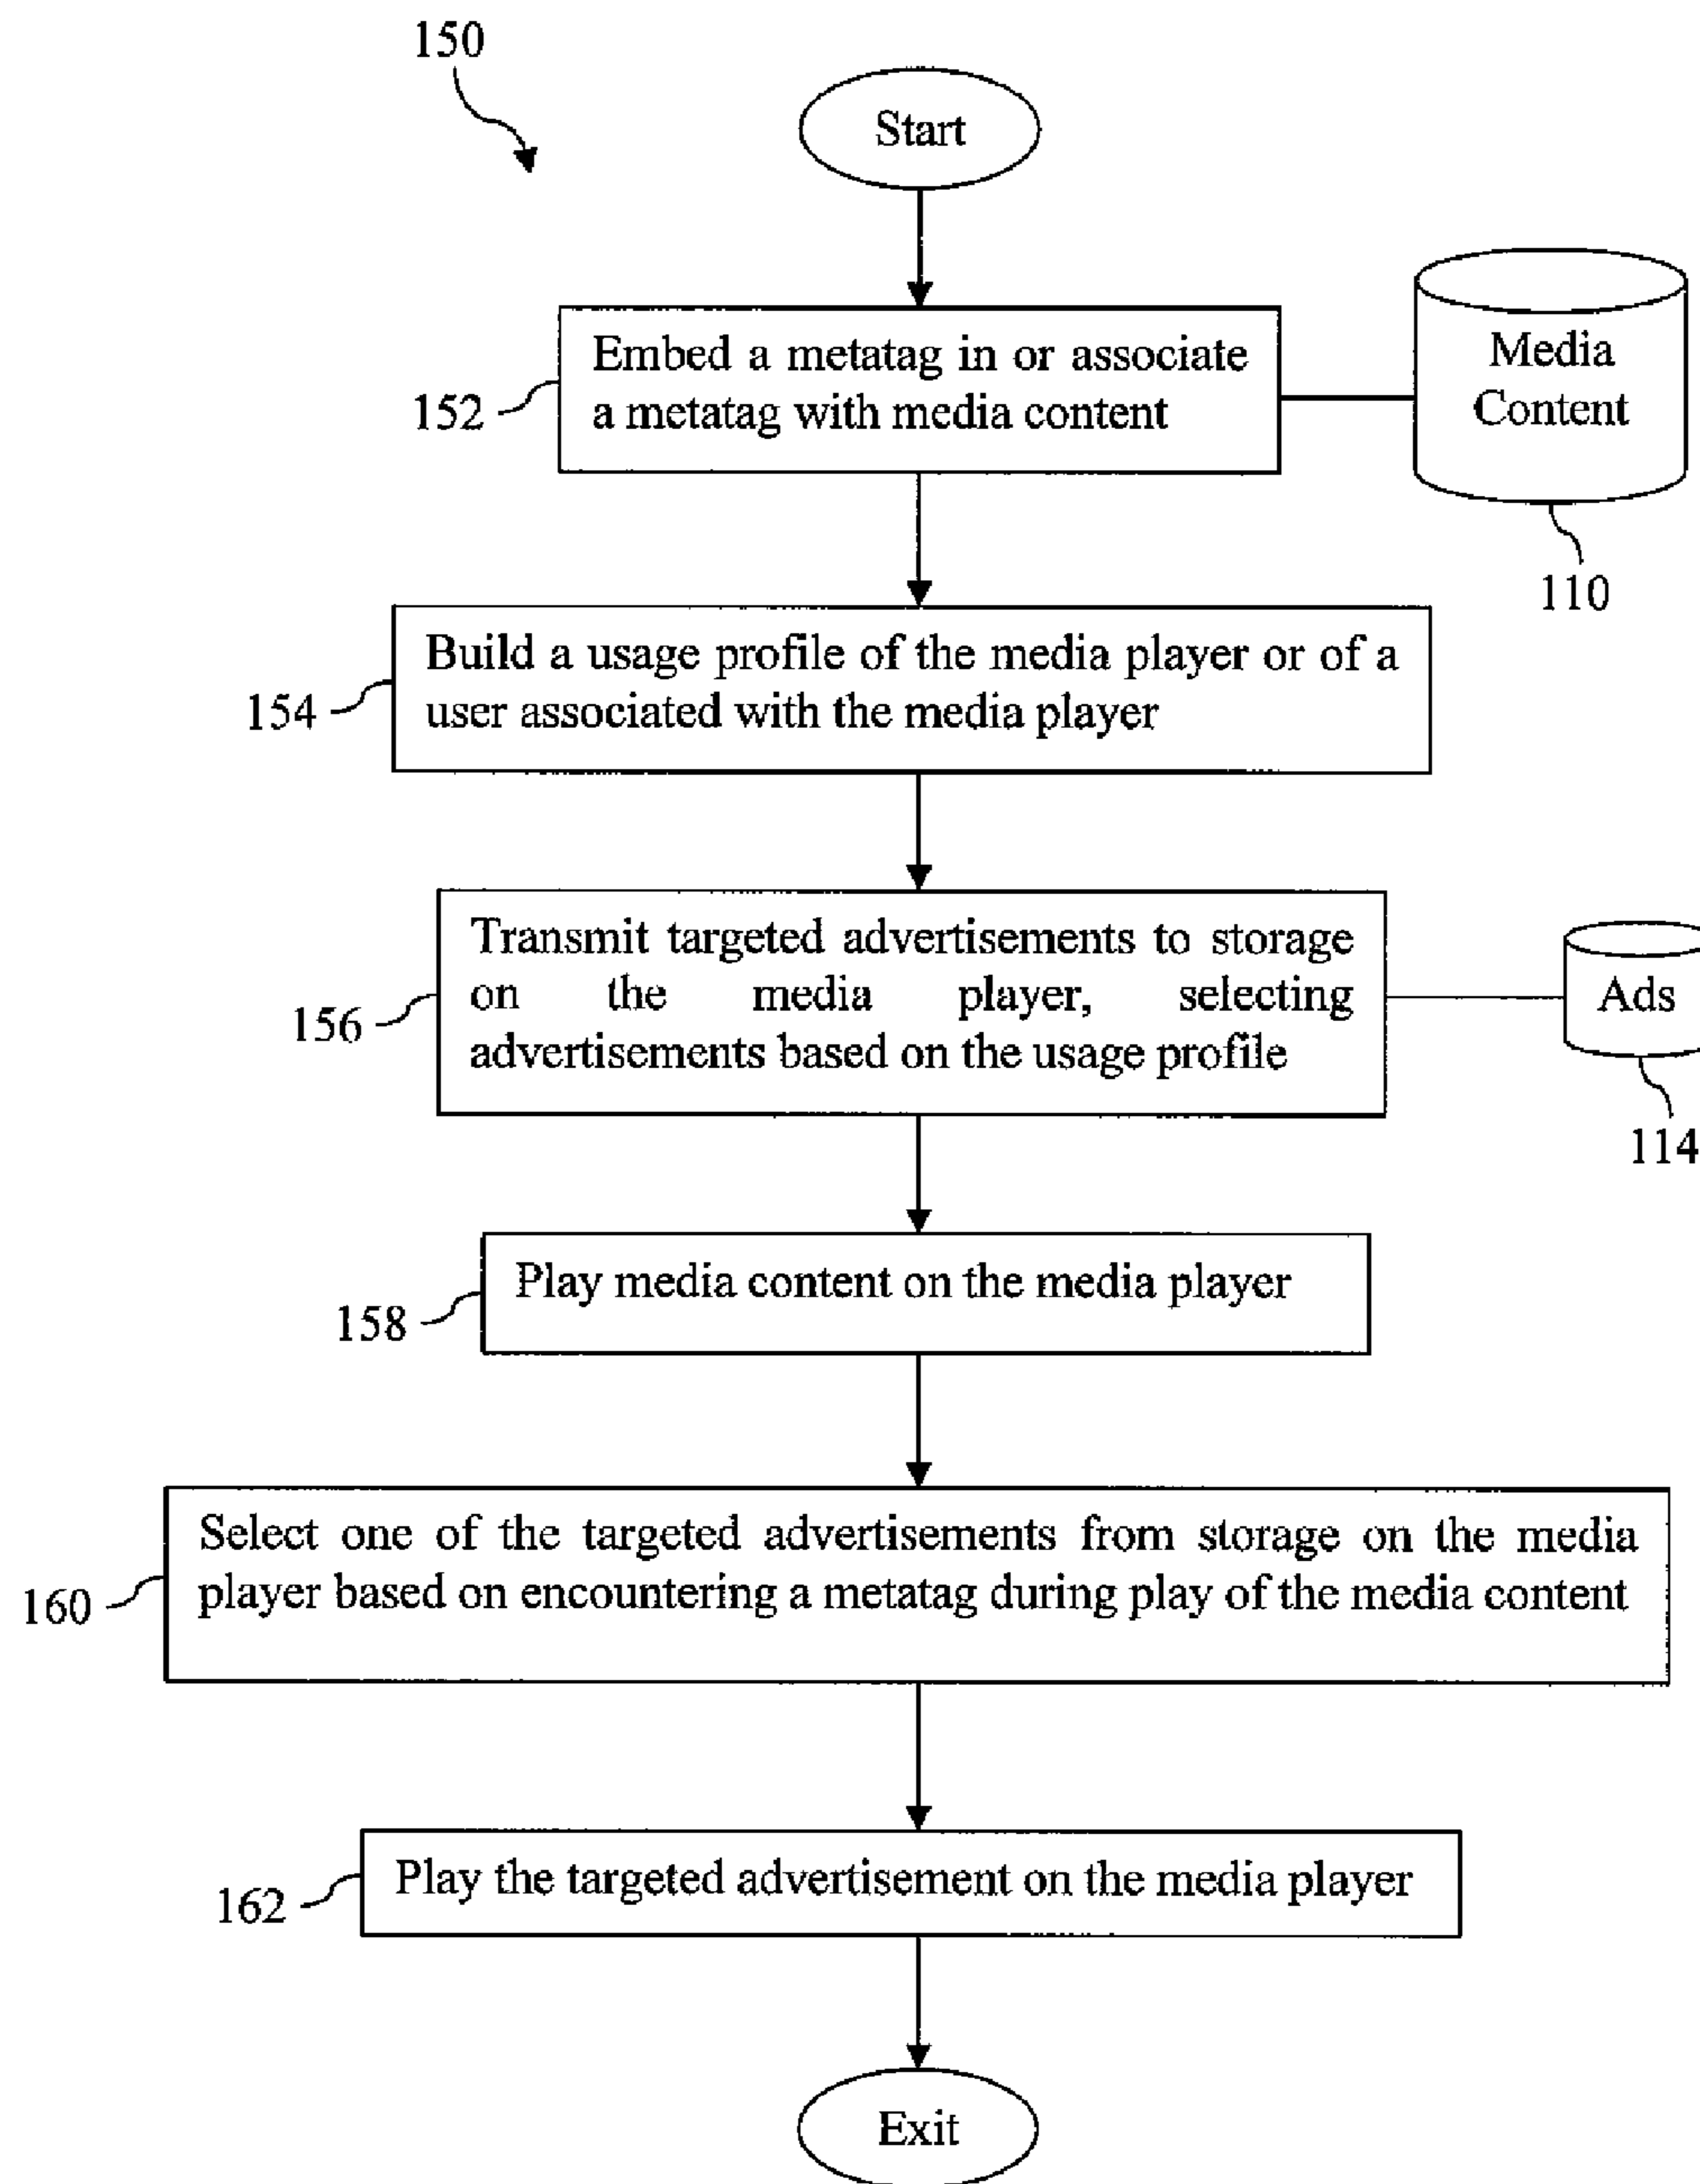 150
Start
Embed a metatag in or associate
a metatag with media content
152
Media
Content
110
Build a usage profile of the media player or of a
user associated with the media player
154
Transmit targeted advertisements to storage
on the media player, selecting
advertisements based on the usage profile
156
Ads
114
Play media content on the media player
158
Select one of the targeted advertisements from storage on the media
player based on encountering a metatag during play of the media content
160
Play the targeted advertisement on the media player
162
Exit